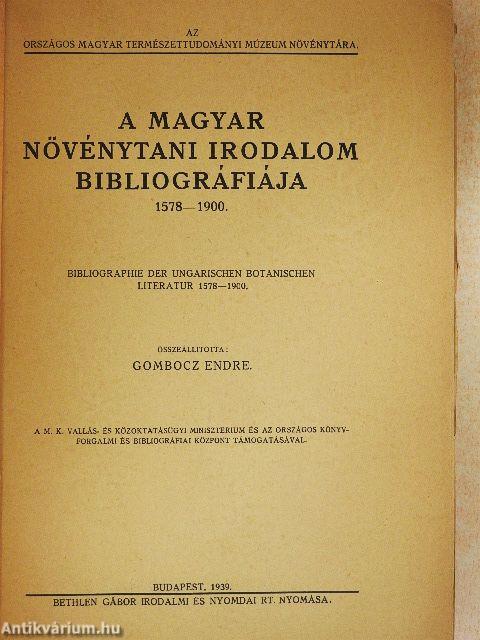 AZ
ORSZÁGOS MAGYAR TERMÉSZETTUDOMÁNYI MÚZEUM NÖVÉNYTÁRA.
A MAGYAR
NÖVÉNYTANI IRODALOM
BIBLIOGRÁFIÁJA
1578—1900.
BIBLIOGRAPHIE DER UNGARISCHEN BOTANISCHEN
LITERATUR 1578—1900.
ÖSSZEÁLLITOTTA:
GOMBOCZ ENDRE.
A M. K. VALLÁS- ÉS KÖZOKTATÁSÜGYI MINISZTERIUM ÉS AZ ORSZÁGOS KÖNYV-
FORGALMI ÉS BIBLIOGRÁFIAI KÖZPONT TÁMOGATÁSÁVAL.
BUDAPEST, 1939.
BETHLEN GÁBOR IRODALMI ÉS NYOMDAI RT. NYOMÁSA.
Antikvárium.hu